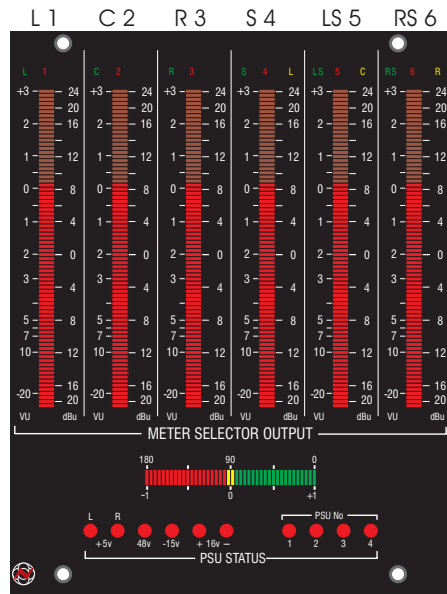 L 1 C 2 R 3 S 4 LS 5 RS 6
L 1 C 2 R 3 S 4 L LS 5 C RS 6 R
+3 24 +3 24 +3 24 +3 24 +3 24 +3 24
20 20 20 20 20 20
2 16 2 16 2 16 2 16 2 16 2 16
1 12 1 12 1 12 1 12 1 12 1 12
0 8 0 8 0 8 0 8 0 8 0 8
1 4 1 4 1 4 1 4 1 4 1 4
2 0 2 0 2 0 2 0 2 0 2 0
3 4 3 4 3 4 3 4 3 4 3 4
5 8 5 8 5 8 5 8 5 8 5 8
7 7 7 7 7 7
10 12 10 12 10 12 10 12 10 12 10 12
-20 16 -20 16 -20 16 -20 16 -20 16 -20 16
20 20 20 20 20 20
VU dBu VU dBu VU dBu VU dBu VU dBu VU dBu
METER SELECTOR OUTPUT
180 90 0
-1 0 +1
L R PSU No
+5v 48v -15v + 16v – 1 2 3 4
PSU STATUS